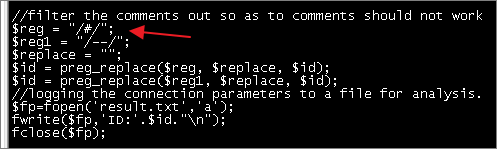 //filter the comments out so as to comments should not work
$reg = "/#/";
$reg1 = "/--/";
$replace = "";
$id = preg_replace($reg, $replace, $id);
$id = preg_replace($reg1, $replace, $id);
//logging the connection parameters to a file for analysis.
$fp=fopen('result.txt','a');
fwrite($fp,'ID:'.$id."\n");
fclose($fp);